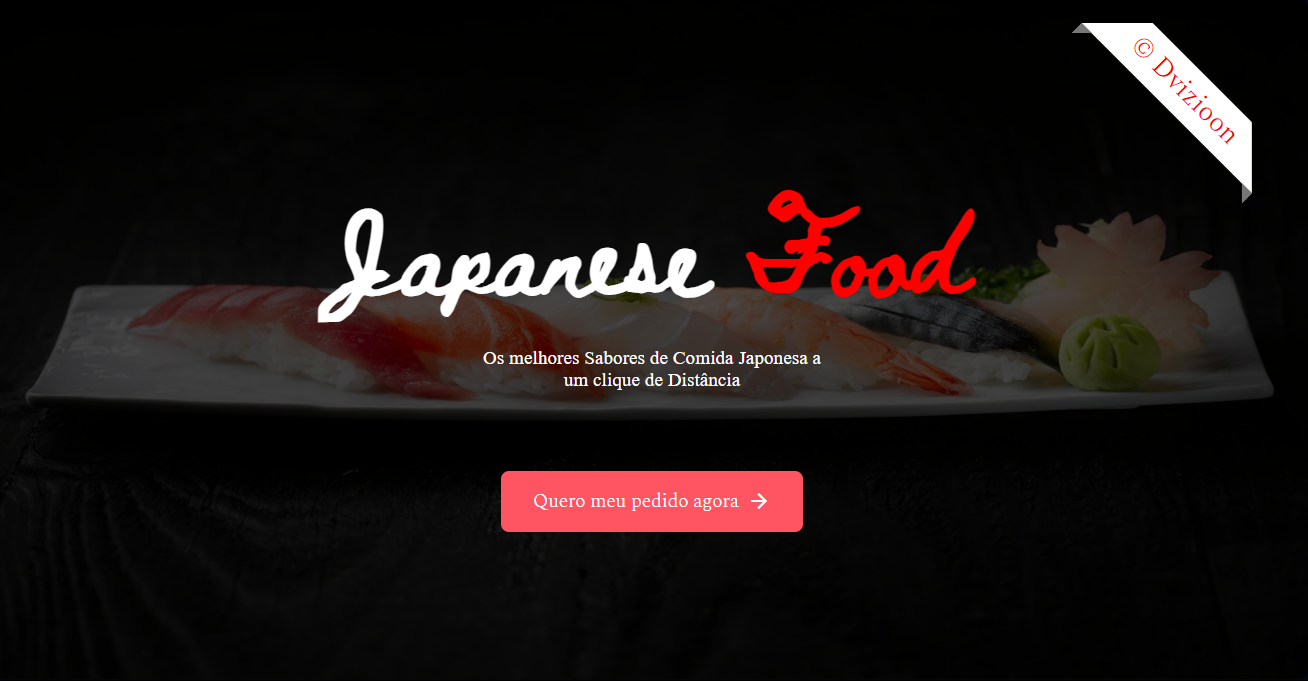 © Dvizioon
Japanese Food
Os melhores Sabores de Comida Japonesa a
um clique de Distância
Quero meu pedido agora →